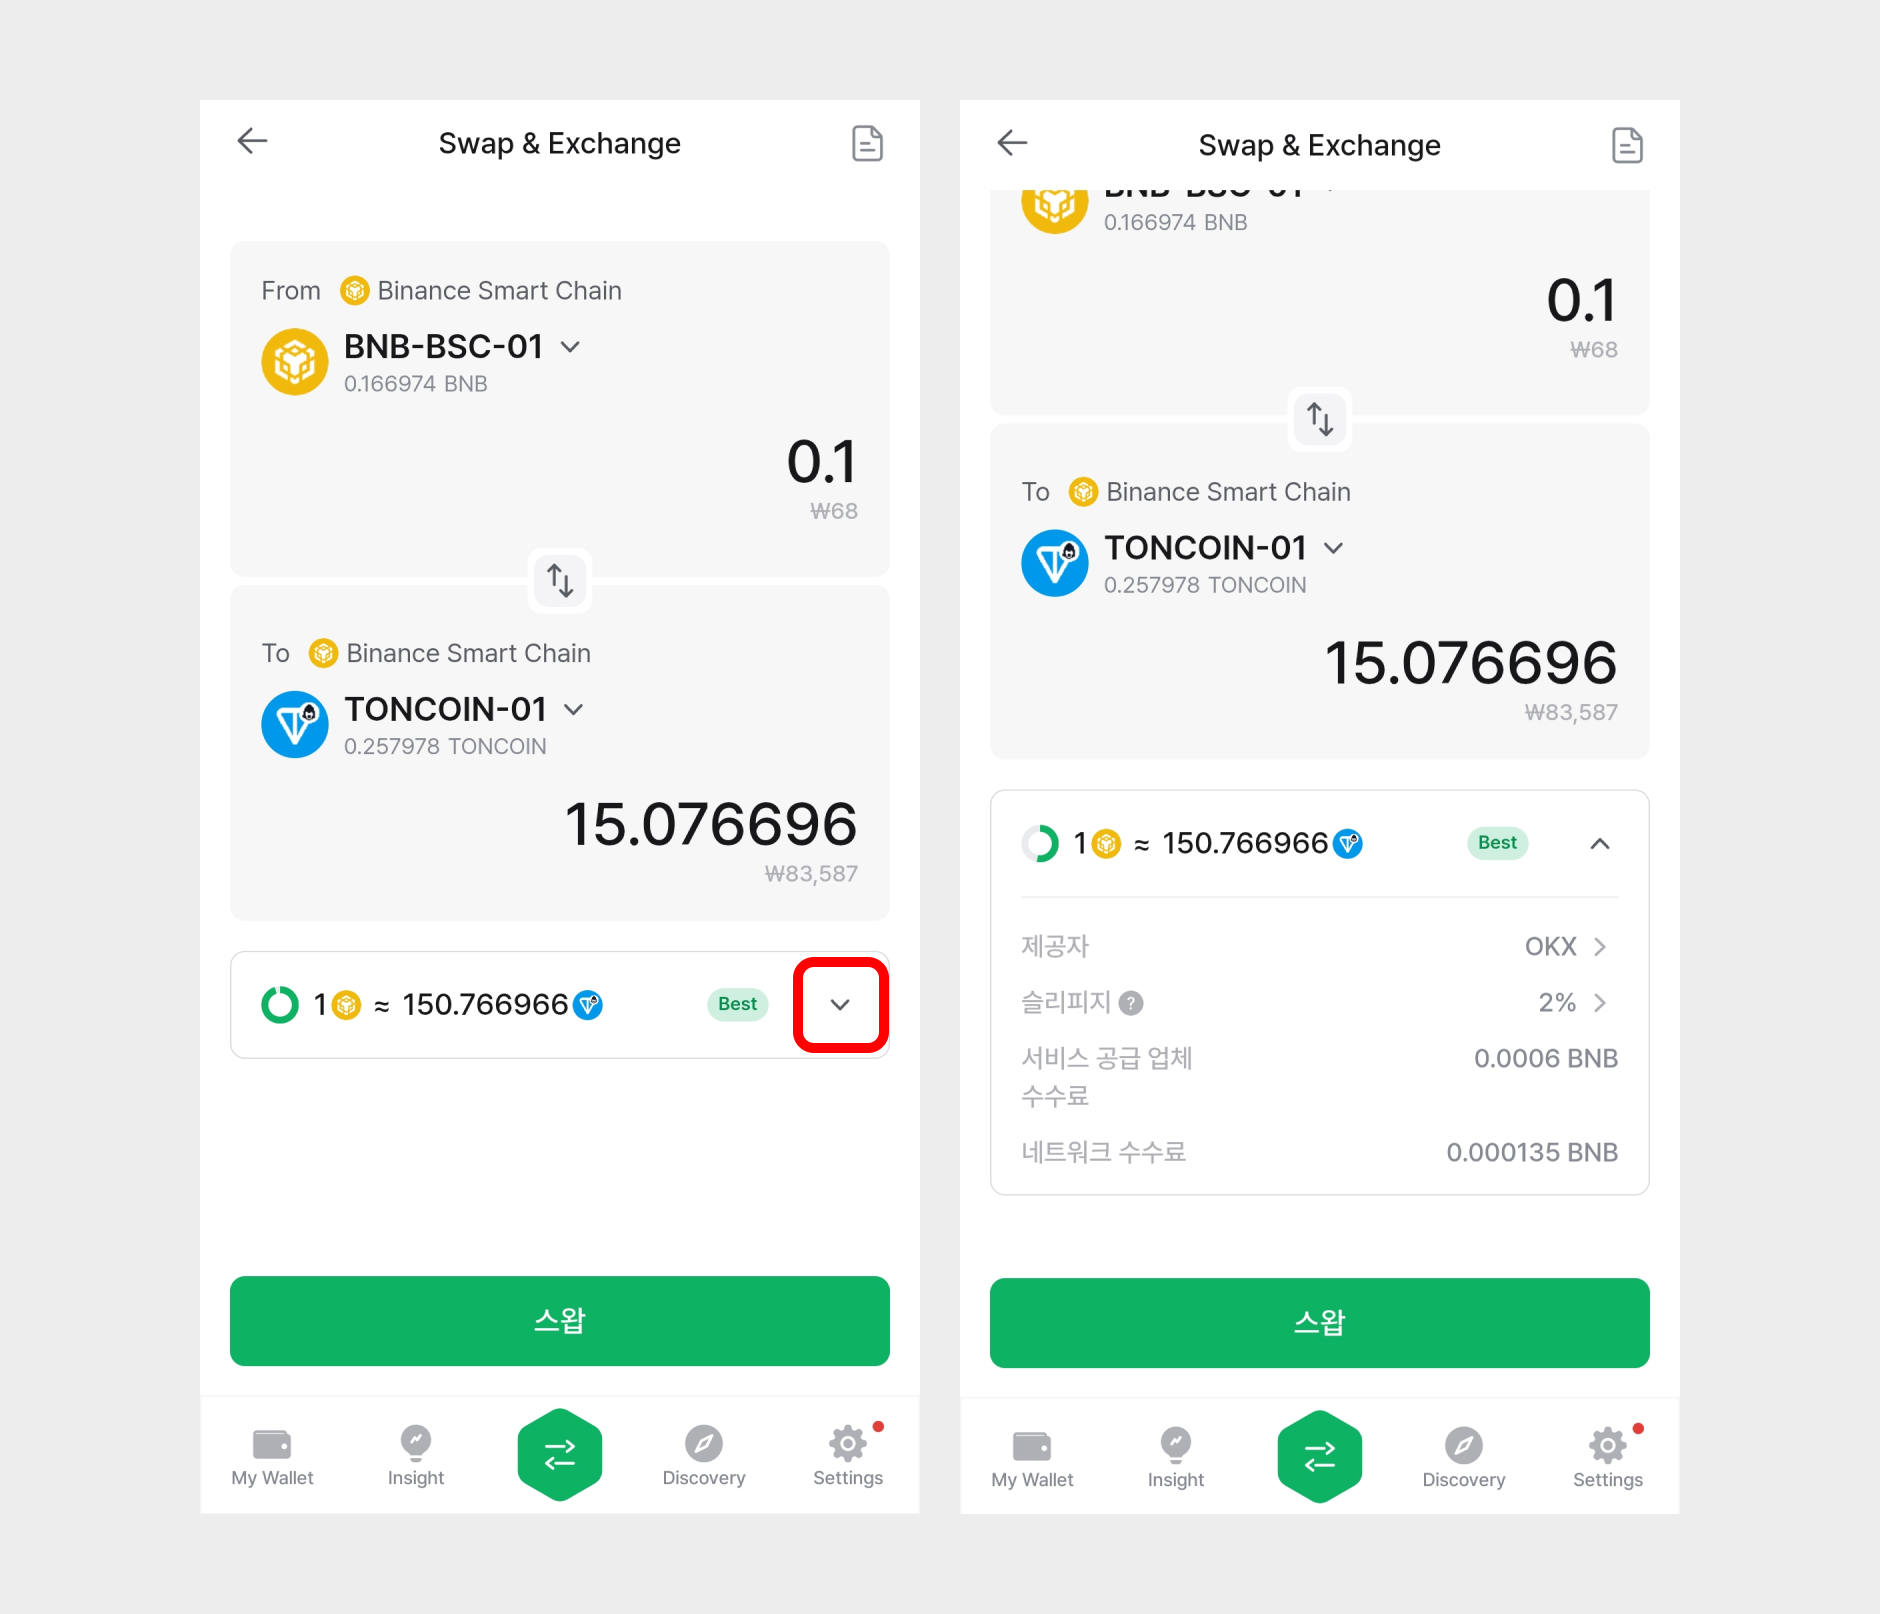 Swap & Exchange
From Binance Smart Chain
BNB-BSC-01
0.166974 BNB
0.1
₩68
To Binance Smart Chain
TONCOIN-01
0.257978 TONCOIN
15.076696
₩83,587
1 ≈ 150.766966 Best
스왑
My Wallet Insight Discovery Settings
Swap & Exchange
BNB-BSC-01
0.166974 BNB
0.1
₩68
To Binance Smart Chain
TONCOIN-01
0.257978 TONCOIN
15.076696
₩83,587
1 ≈ 150.766966 Best
제공자 OKX
슬리피지 ? 2%
서비스 공급 업체 0.0006 BNB
수수료
네트워크 수수료 0.000135 BNB
스왑
My Wallet Insight Discovery Settings